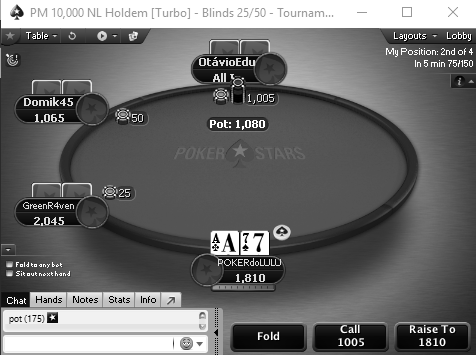 PM 10,000 NL Holdem [Turbo] - Blinds 25/50 - Tournam...
Table
Layouts
Lobby
My Position: 2nd of 4
In 5 min 75/150
OtávioEdu
All I
1,005
Pot: 1,080
Domik45
1,065
50
POKER STARS
GreenR4ven
2,045
25
A A 7 7
POKERdoLULU
1,810
Fold to any bet
Sit out next hand
Chat Hands Notes Stats Info
pot (175)
Fold
Call
1005
Raise To
1810